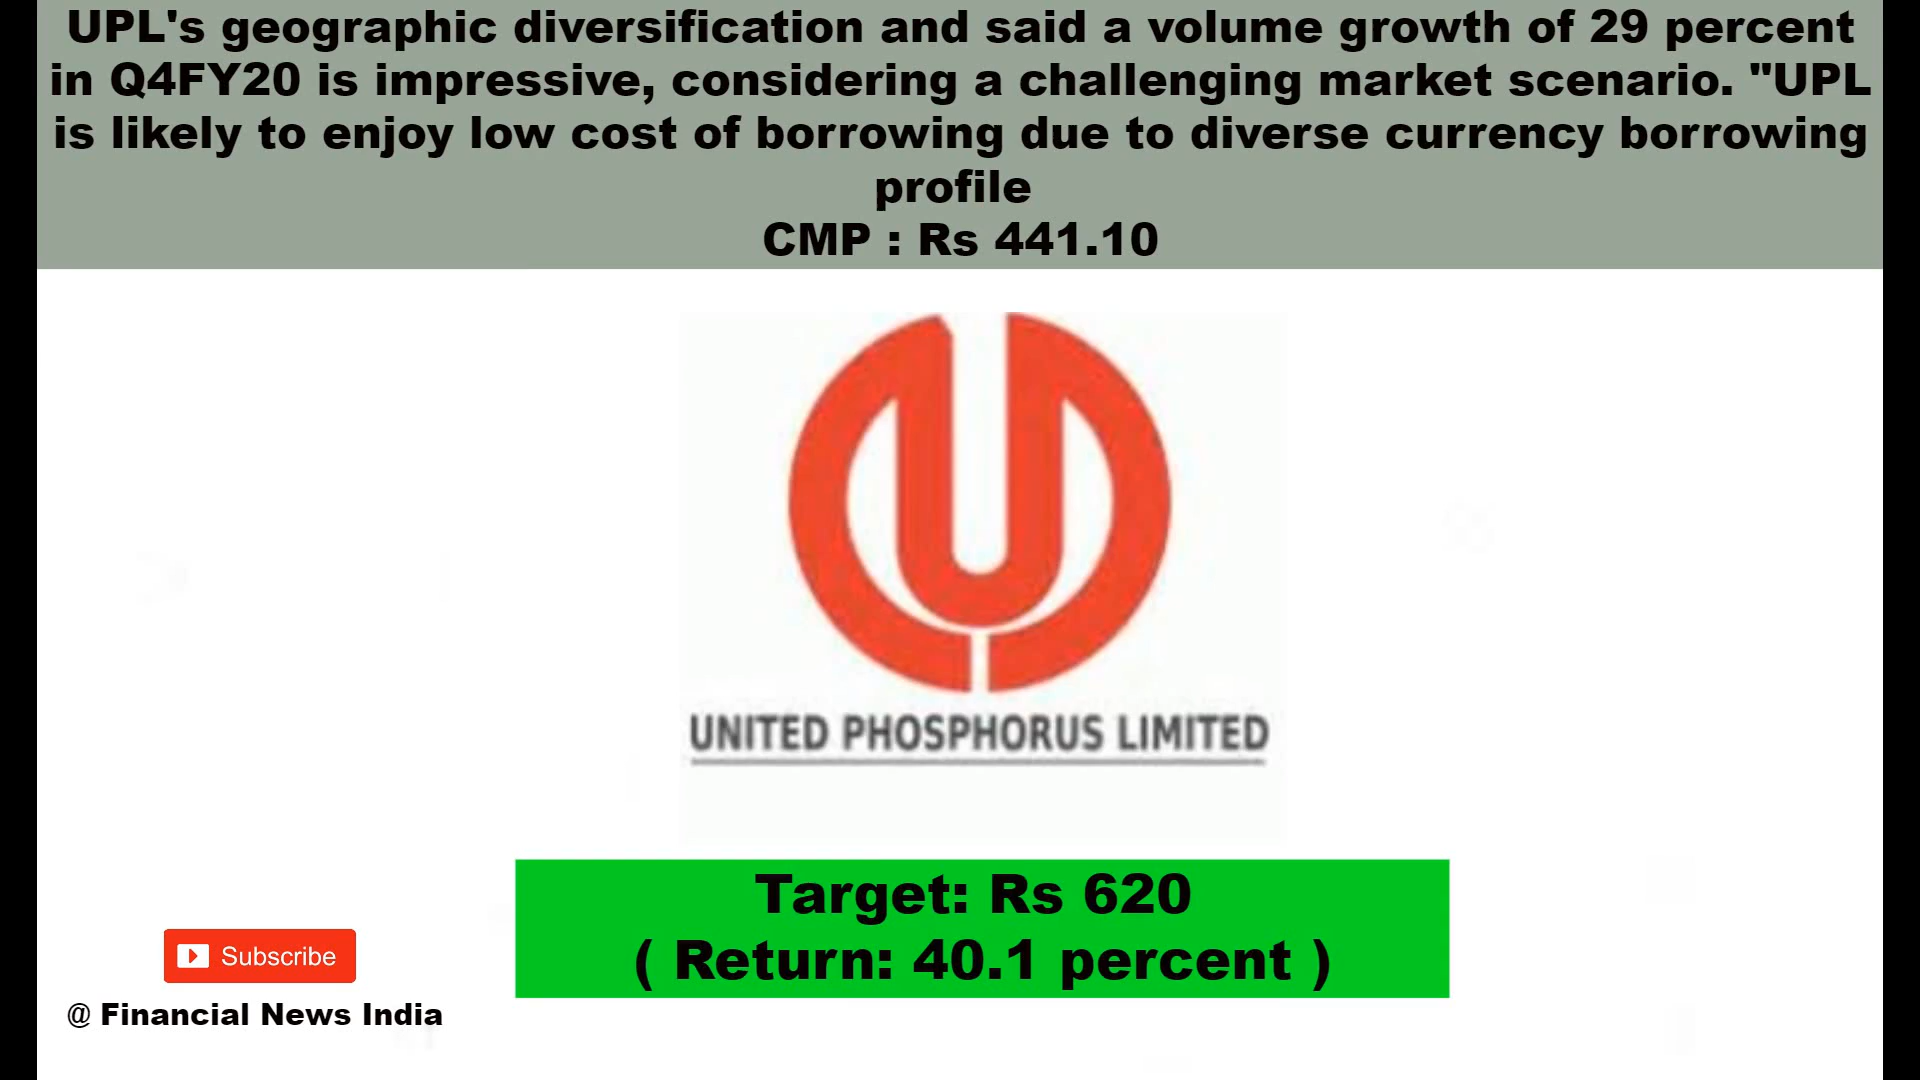 UPL's geographic diversification and said a volume growth of 29 percent
in Q4FY20 is impressive, considering a challenging market scenario. "UPL
is likely to enjoy low cost of borrowing due to diverse currency borrowing
profile
CMP : Rs 441.10
UNITED PHOSPHORUS LIMITED
Target: Rs 620
( Return: 40.1 percent )
Subscribe
@ Financial News India